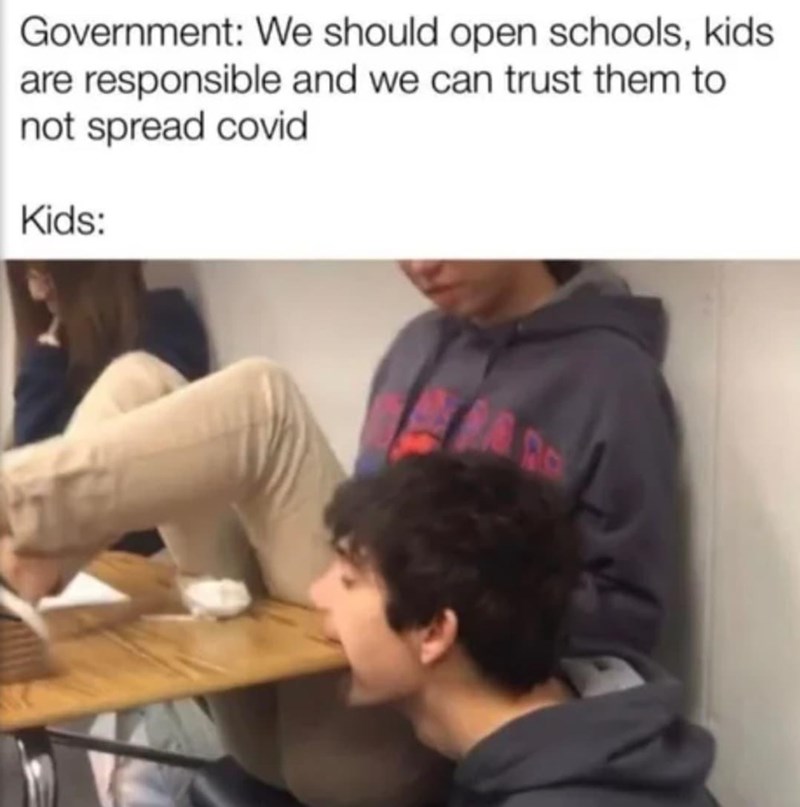 Government: We should open schools, kids
are responsible and we can trust them to
not spread covid
Kids: